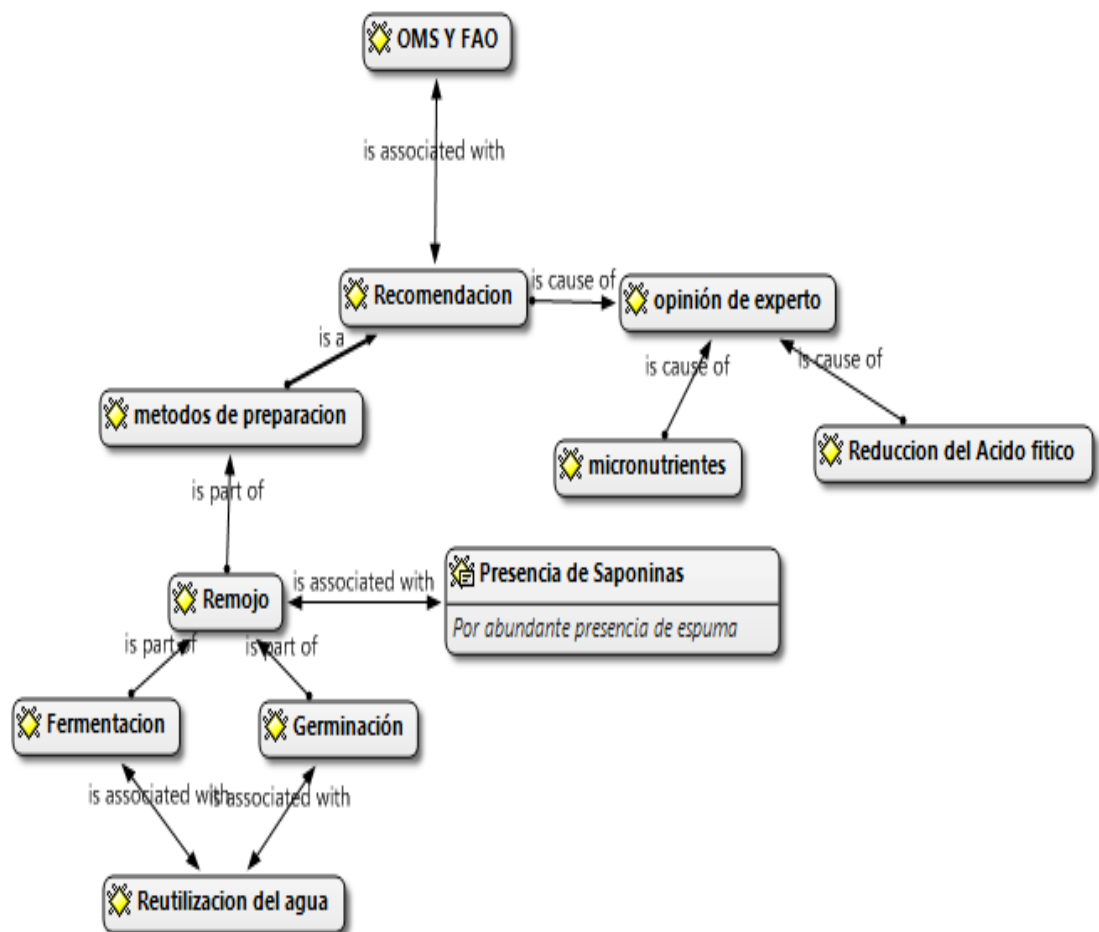 OMS Y FAO
is associated with
Recomendacion
is cause of
opinión de experto
is a
is cause of
is cause of
metodos de preparacion
micronutrientes
Reduccion del Acido fitico
is part of
Remojo
is associated with
Presencia de Saponinas
Por abundante presencia de espuma
is part of
is part of
Fermentacion
Germinación
is associated with
is associated with
Reutilizacion del agua